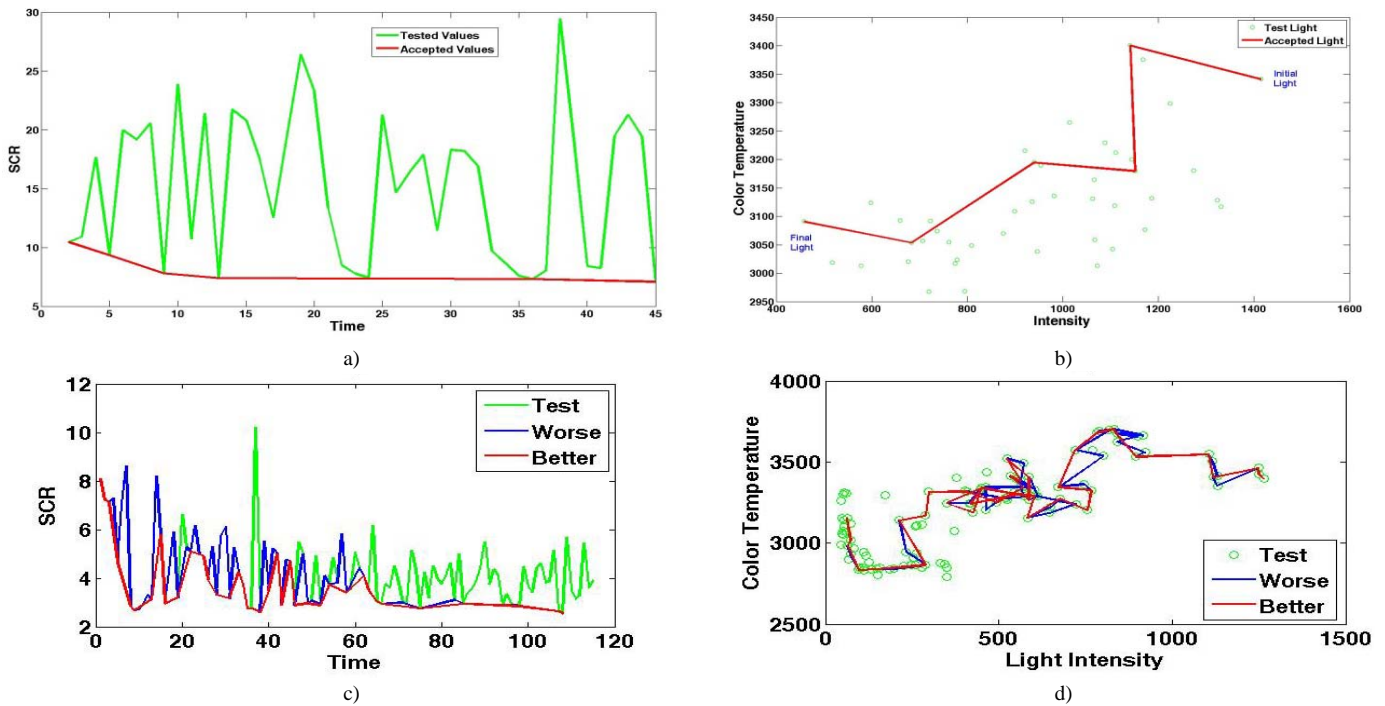 30
25
20
15
10
5
SCR
0 5 10 15 20 25 30 35 40 45
Time
Tested Values
Accepted Values
a)
3450
3400
3350
3300
3250
3200
3150
3100
3050
3000
2950
Color Temperature
400 600 800 1000 1200 1400 1600
Intensity
Test Light
Accepted Light
Initial
Light
Final
Light
b)
12
10
8
6
4
2
SCR
0 20 40 60 80 100 120
Time
Test
Worse
Better
c)
4000
3500
3000
2500
Color Temperature
0 500 1000 1500
Light Intensity
Test
Worse
Better
d)